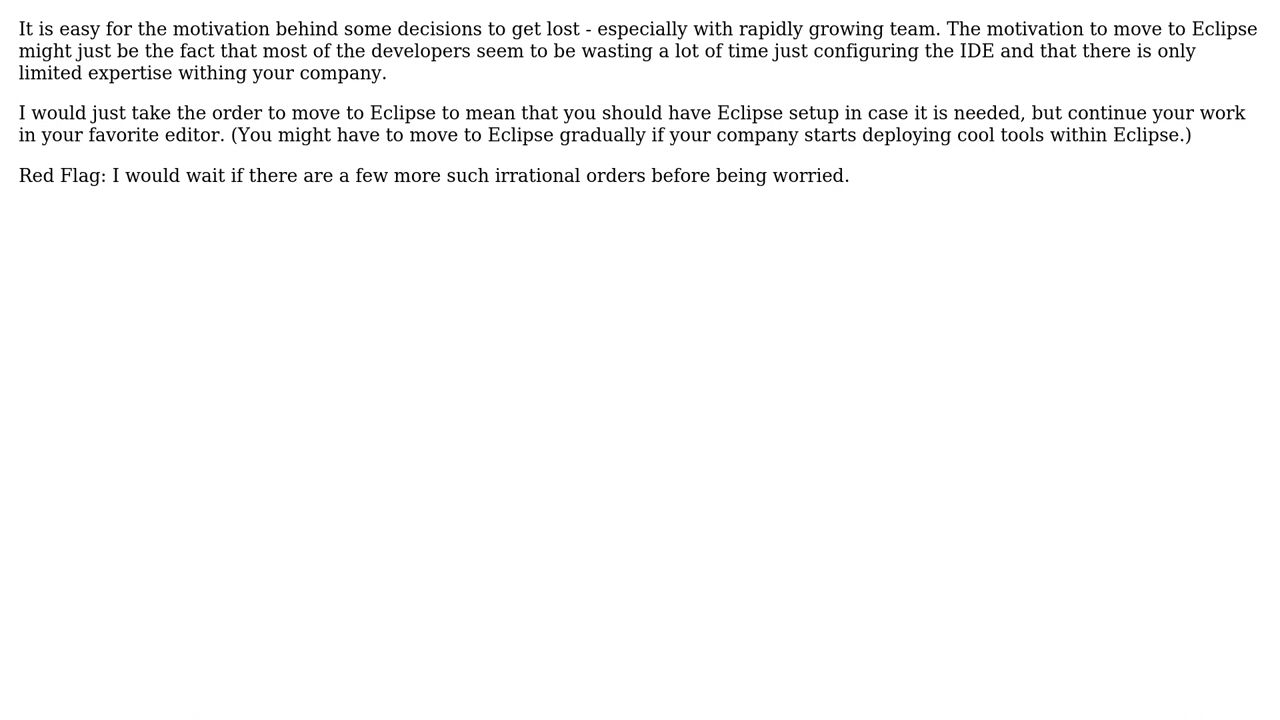 It is easy for the motivation behind some decisions to get lost - especially with rapidly growing team. The motivation to move to Eclipse
might just be the fact that most of the developers seem to be wasting a lot of time just configuring the IDE and that there is only
limited expertise withing your company.
I would just take the order to move to Eclipse to mean that you should have Eclipse setup in case it is needed, but continue your work
in your favorite editor. (You might have to move to Eclipse gradually if your company starts deploying cool tools within Eclipse.)
Red Flag: I would wait if there are a few more such irrational orders before being worried.